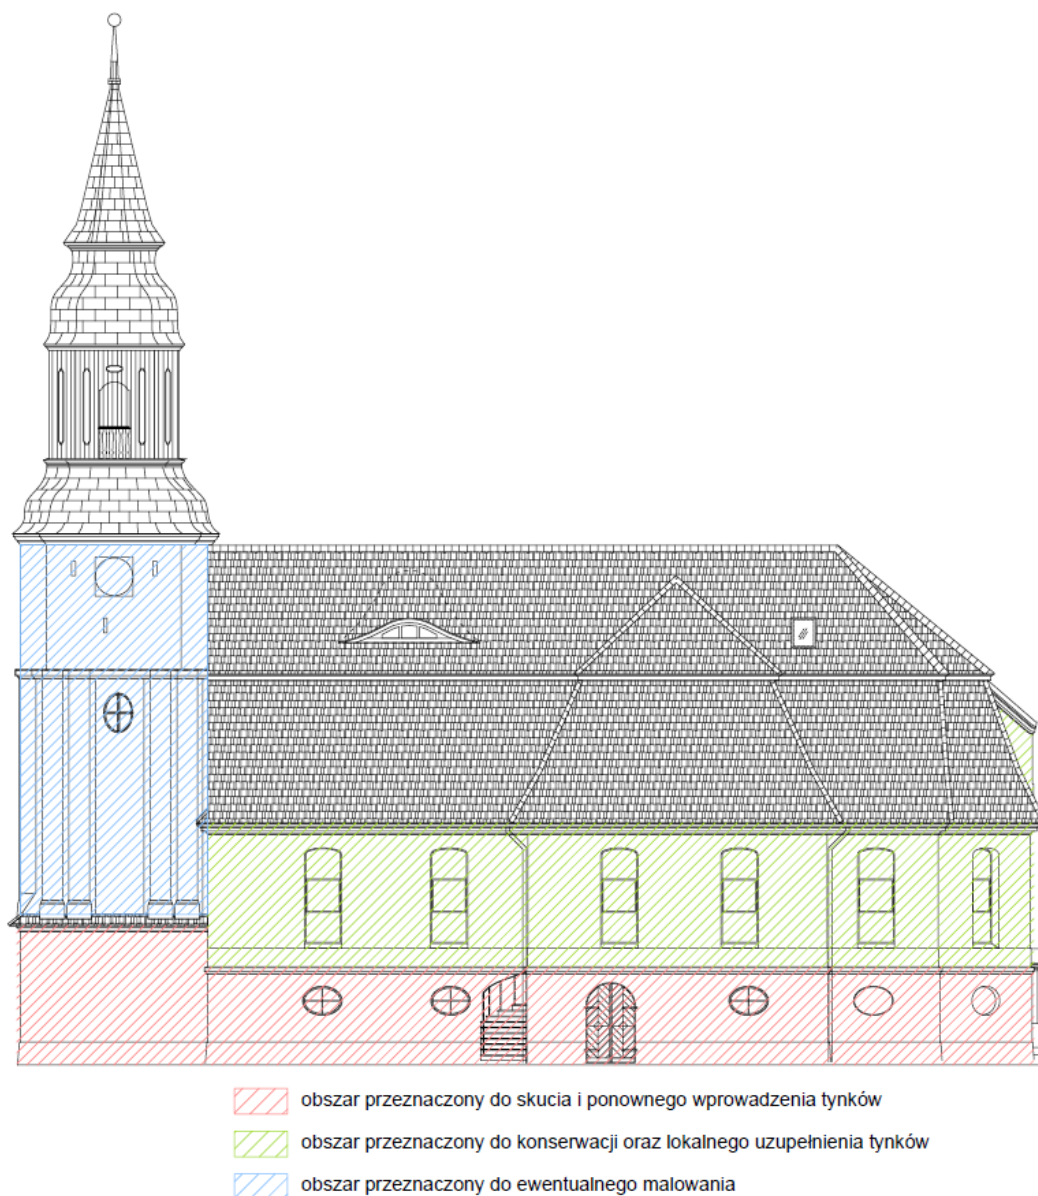 obszar przeznaczony do skucia i ponownego wprowadzenia tynków
obszar przeznaczony do konserwacji oraz lokalnego uzupełnienia tynków
obszar przeznaczony do ewentualnego malowania